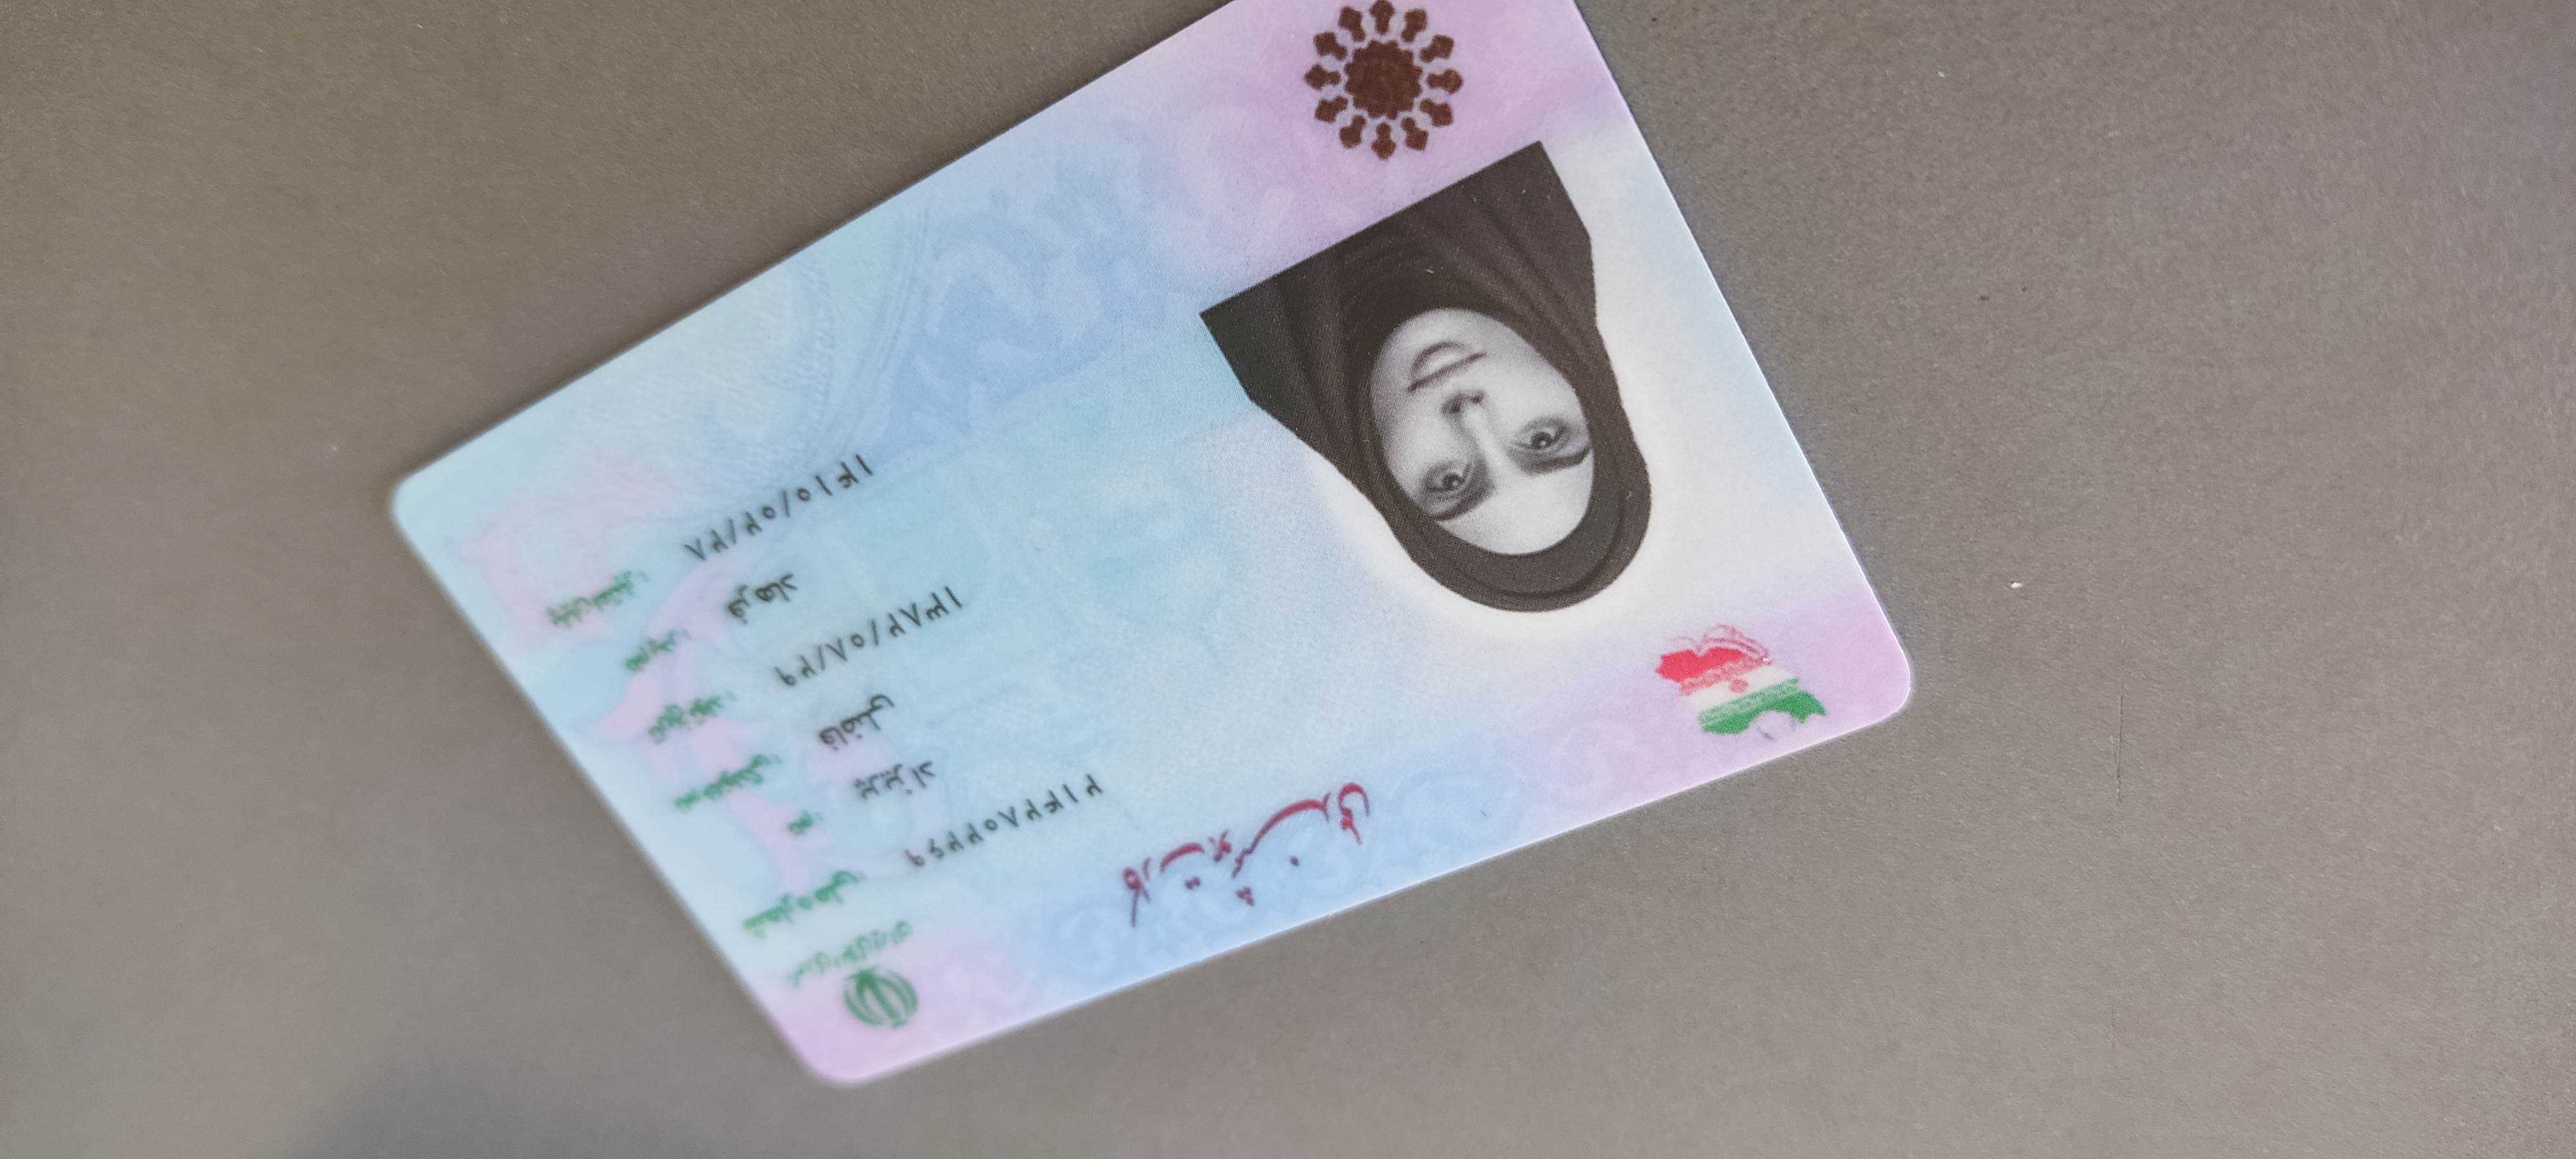 جمهوری اسلامی ایران
کارت هوشمند ملی
شماره ملی:
۲۱۴۲۸۰۲۲۶۹
نام:
پریزاد
نام خانوادگی:
فاضلی
تاریخ تولد:
۱۳۸۲/۰۸/۲۹
نام پدر:
فرهاد
پایان اعتبار:
۱۴۱۰/۰۲/۲۸